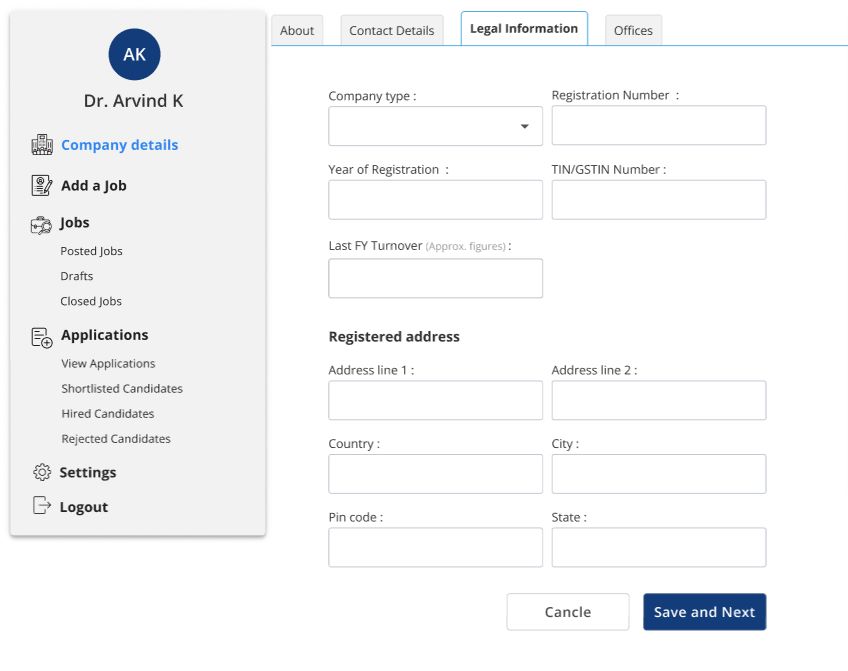 AK
Dr. Arvind K
Company details
Add a Job
Jobs
Posted Jobs
Drafts
Closed Jobs
Applications
View Applications
Shortlisted Candidates
Hired Candidates
Rejected Candidates
Settings
Logout
About
Contact Details
Legal Information
Offices
Company type :
Registration Number :
Year of Registration :
TIN/GSTIN Number :
Last FY Turnover (Approx. figures) :
Registered address
Address line 1 :
Address line 2 :
Country :
City :
Pin code :
State :
Cancle
Save and Next